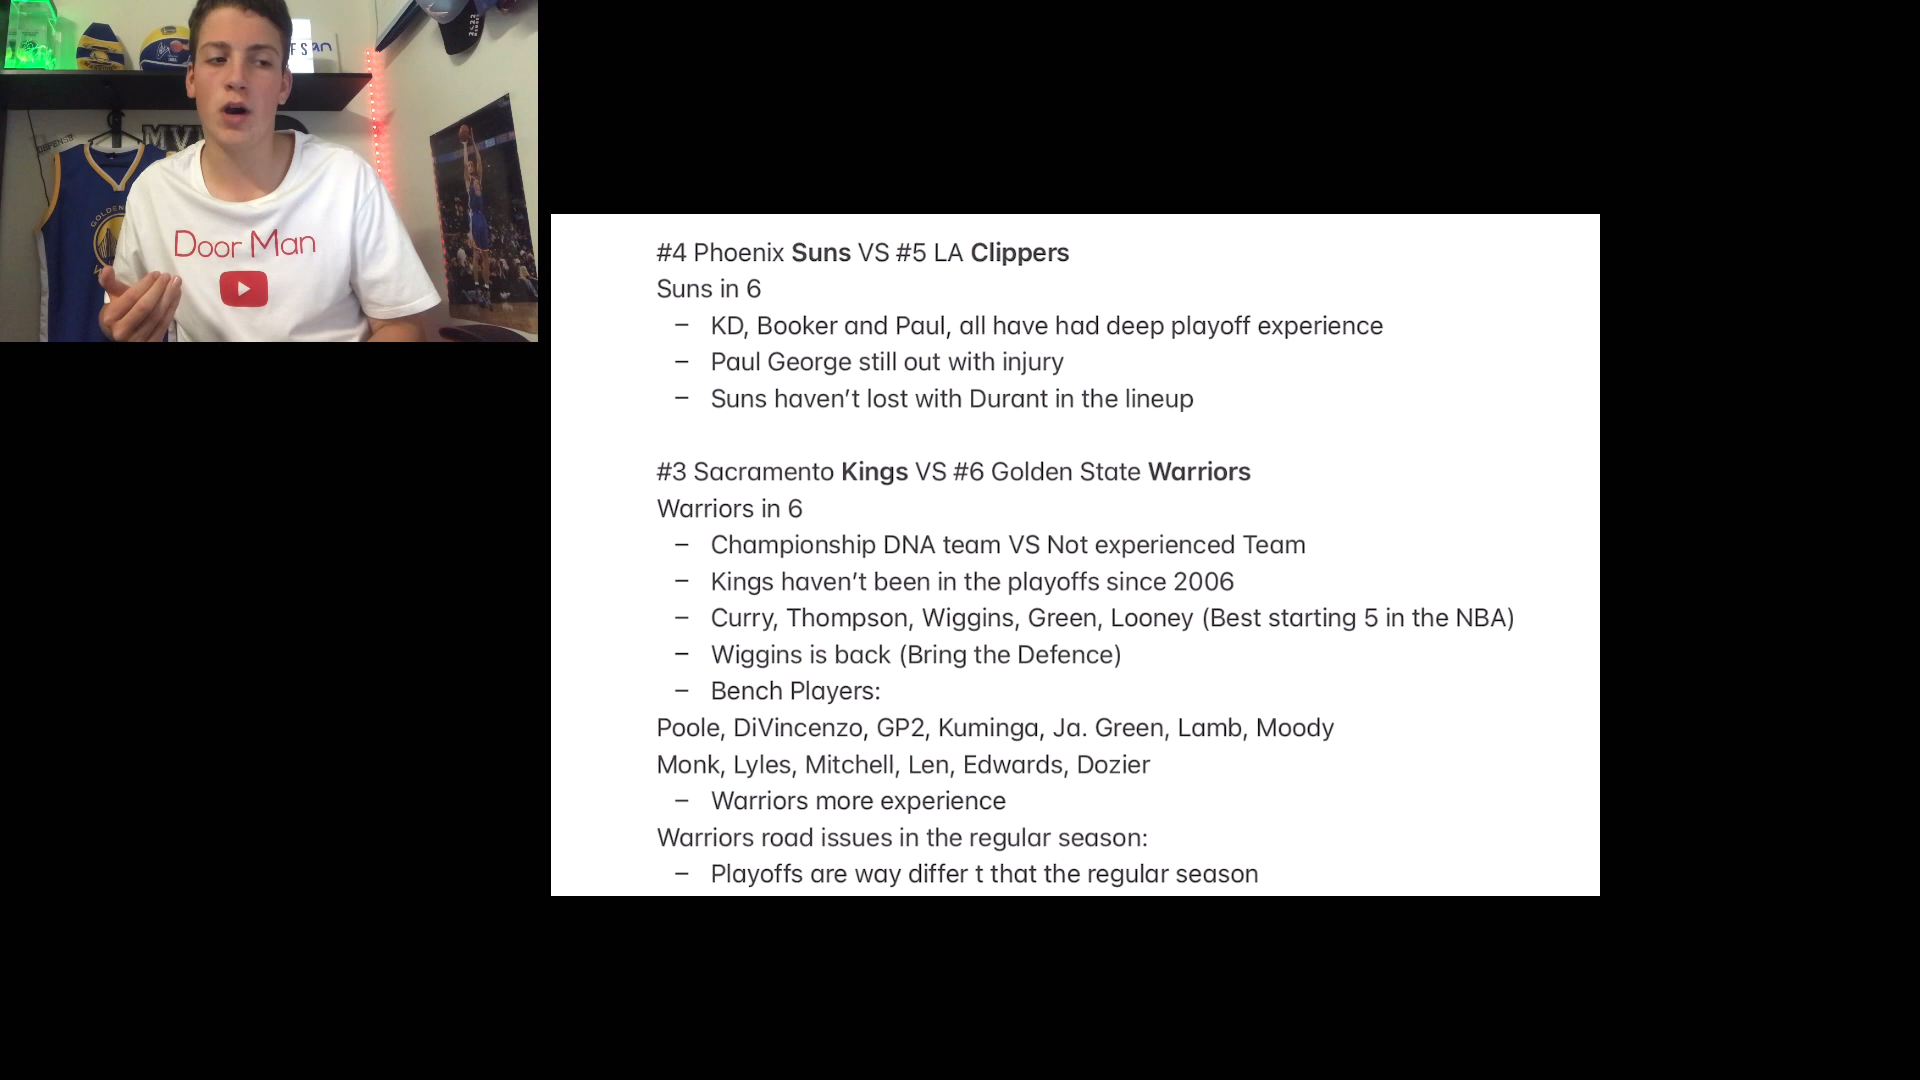 Door Man
MV
GOLDEN
#4 Phoenix Suns VS #5 LA Clippers
Suns in 6
– KD, Booker and Paul, all have had deep playoff experience
– Paul George still out with injury
– Suns haven’t lost with Durant in the lineup
#3 Sacramento Kings VS #6 Golden State Warriors
Warriors in 6
– Championship DNA team VS Not experienced Team
– Kings haven’t been in the playoffs since 2006
– Curry, Thompson, Wiggins, Green, Looney (Best starting 5 in the NBA)
– Wiggins is back (Bring the Defence)
– Bench Players:
Poole, DiVincenzo, GP2, Kuminga, Ja. Green, Lamb, Moody
Monk, Lyles, Mitchell, Len, Edwards, Dozier
– Warriors more experience
Warriors road issues in the regular season:
– Playoffs are way differ t that the regular season